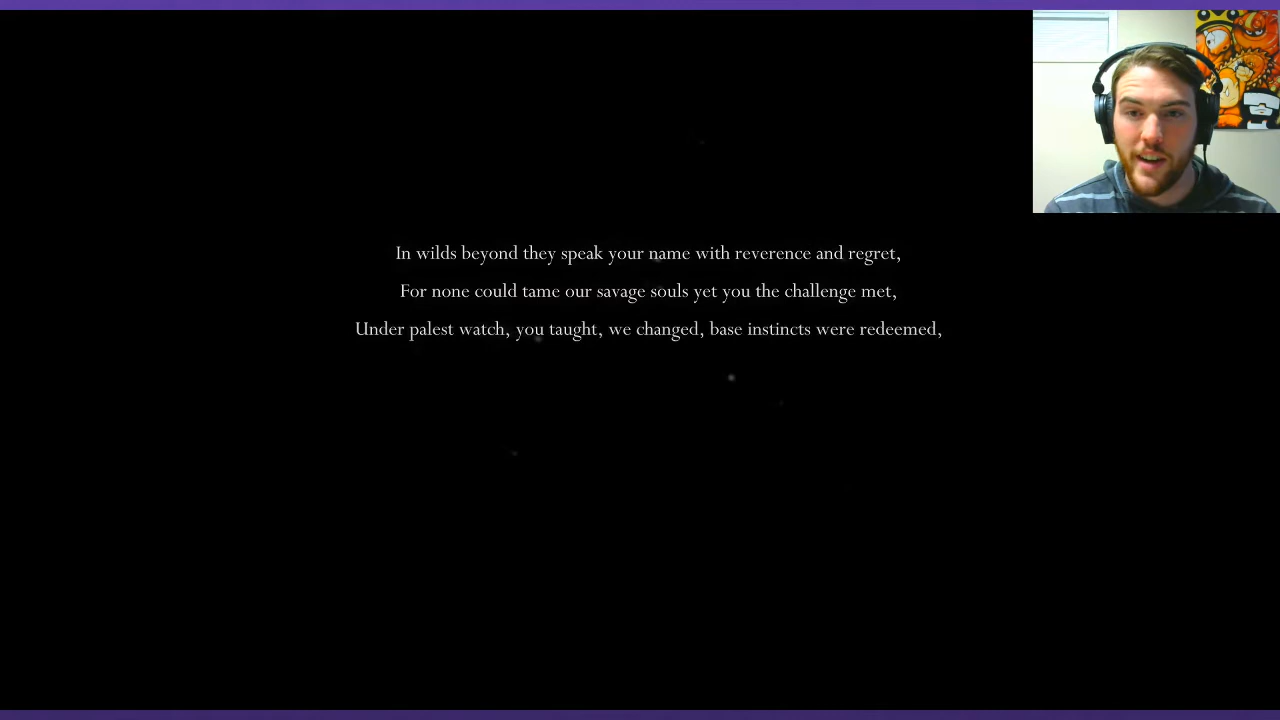 In wilds beyond they speak your name with reverence and regret,
For none could tame our savage souls yet you the challenge met,
Under palest watch, you taught, we changed, base instincts were redeemed,